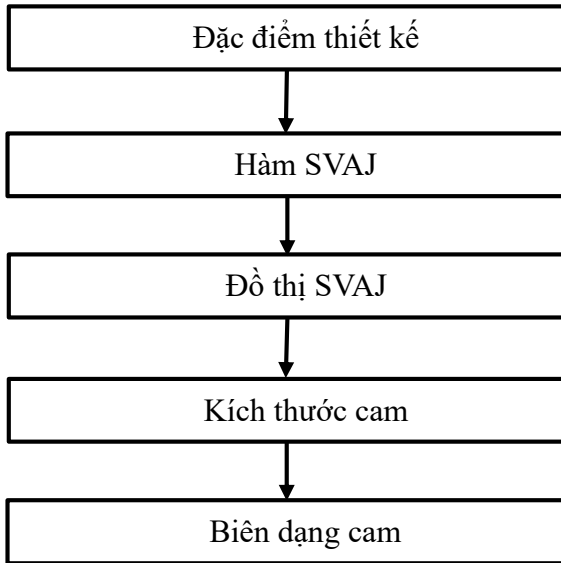 Đặc điểm thiết kế
Hàm SVAJ
Đồ thị SVAJ
Kích thước cam
Biên dạng cam